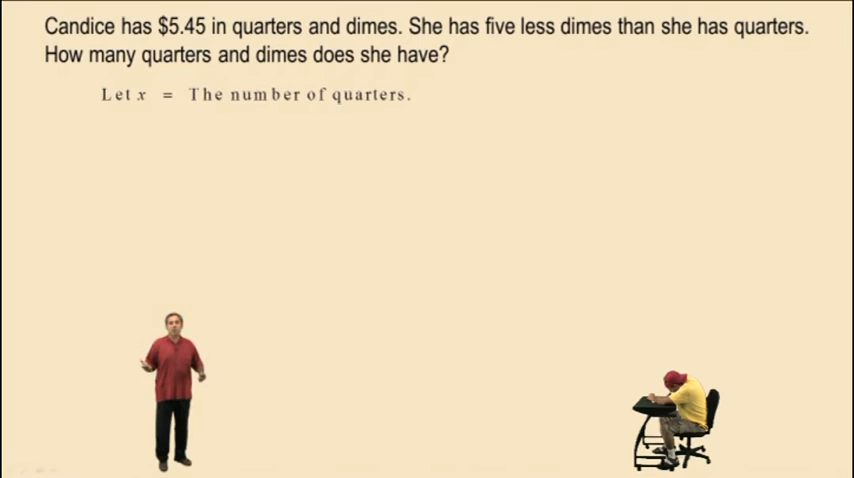 Candice has $5.45 in quarters and dimes. She has five less dimes than she has quarters.
How many quarters and dimes does she have?
Let x = The number of quarters.